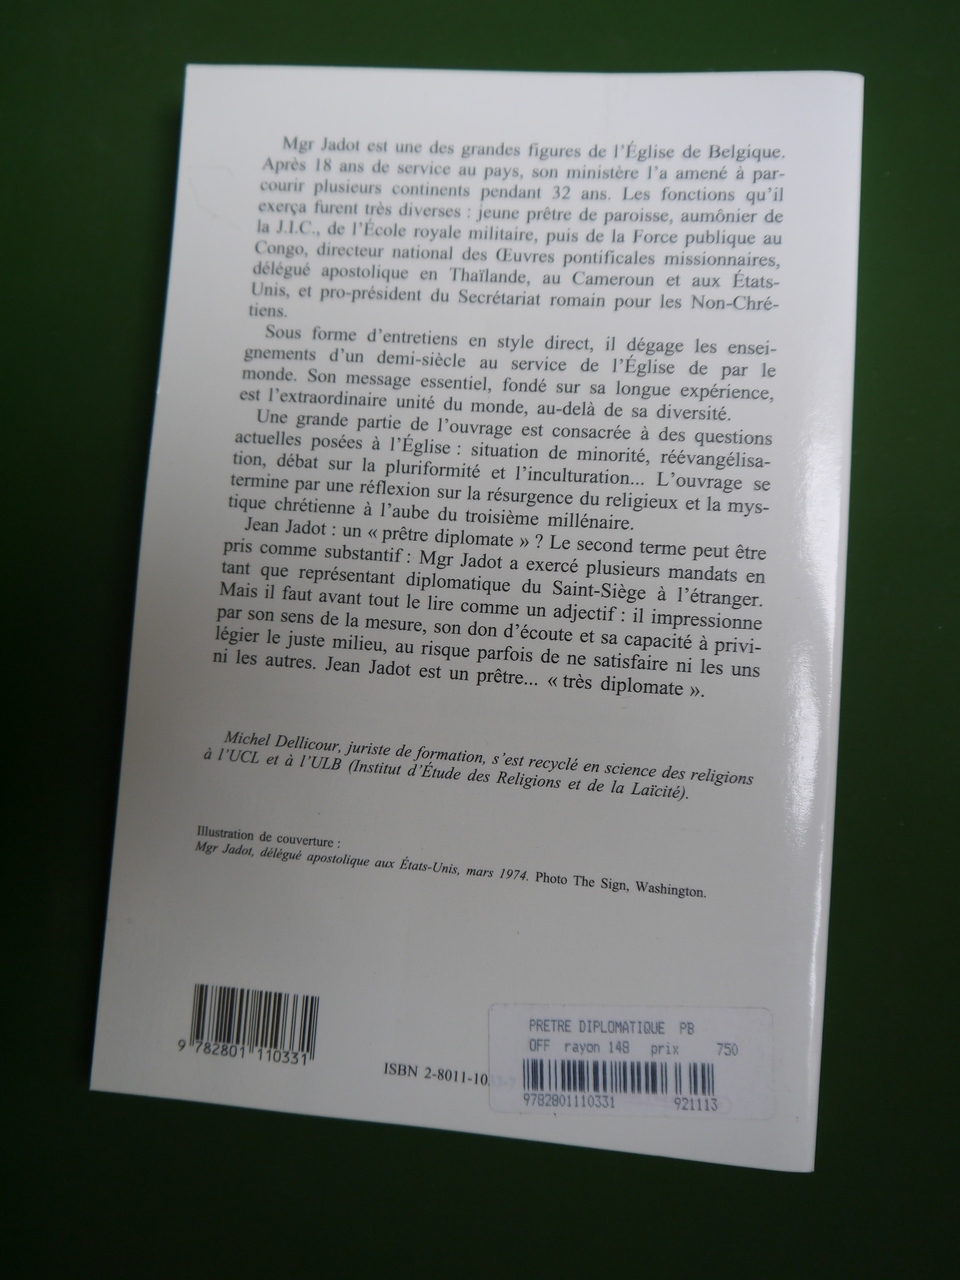 Mgr Jadot est une des grandes figures de l'Église de Belgique.
Après 18 ans de service au pays, son ministère l'a amené à par-
courir plusieurs continents pendant 32 ans. Les fonctions qu'il
exerça furent très diverses : jeune prêtre de paroisse, aumônier de
la J.I.C., de l'École royale militaire, puis de la Force publique au
Congo, directeur national des Œuvres pontificales missionnaires,
délégué apostolique en Thaïlande, au Cameroun et aux États-
Unis, et pro-président du Secrétariat romain pour les Non-Chré-
tiens.
Sous forme d'entretiens en style direct, il dégage les ensei-
gnements d'un demi-siècle au service de l'Église de par le
monde. Son message essentiel, fondé sur sa longue expérience,
est l'extraordinaire unité du monde, au-delà de sa diversité.
Une grande partie de l'ouvrage est consacrée à des questions
actuelles posées à l'Église : situation de minorité, réévangélisa-
tion, débat sur la pluriformité et l'inculturation... L'ouvrage se
termine par une réflexion sur la résurgence du religieux et la mys-
tique chrétienne à l'aube du troisième millénaire.
Jean Jadot : un « prêtre diplomate » ? Le second terme peut être
pris comme substantif : Mgr Jadot a exercé plusieurs mandats en
tant que représentant diplomatique du Saint-Siège à l'étranger.
Mais il faut avant tout le lire comme un adjectif : il impressionne
par son sens de la mesure, son don d'écoute et sa capacité à privi-
légier le juste milieu, au risque parfois de ne satisfaire ni les uns
ni les autres. Jean Jadot est un prêtre... « très diplomate ».
Michel Dellicour, juriste de formation, s'est recyclé en science des religions
à l'UCL et à l'ULB (Institut d'Étude des Religions et de la Laïcité).
Illustration de couverture :
Mgr Jadot, délégué apostolique aux États-Unis, mars 1974. Photo The Sign, Washington.
9 782801 110331
ISBN 2-8011-10
PRETRE DIPLOMATIQUE PB
OFF rayon 148 prix 750
9782801110331 921113